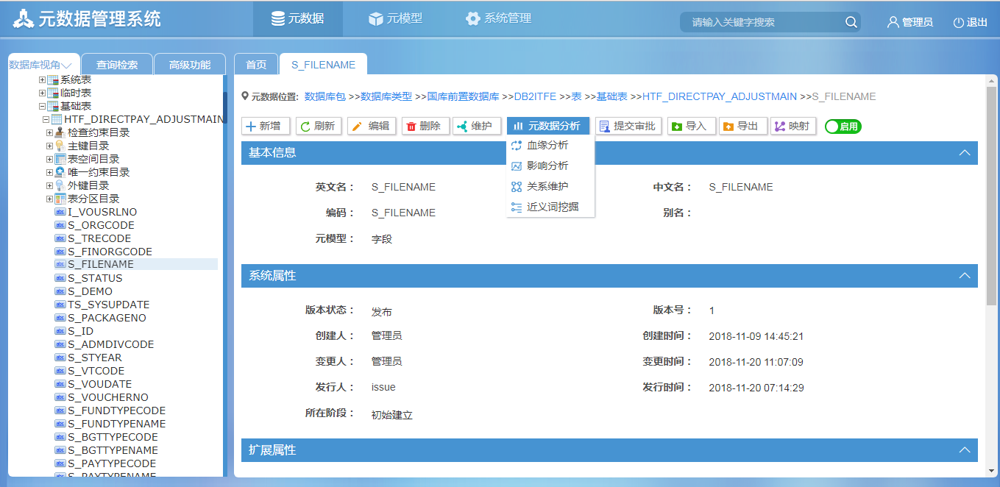 元数据管理系统
元数据
元模型
系统管理
请输入关键字搜索
管理员
退出
数据库视角
查询检索
高级功能
首页
S_FILENAME
系统表
临时表
基础表
HTF_DIRECTPAY_ADJUSTMAIN
检查约束目录
主键目录
表空间目录
唯一约束目录
外键目录
表分区目录
I_VOUSRLNO
S_ORGCODE
S_TRECODE
S_FINORGCODE
S_FILENAME
S_STATUS
S_DEMO
TS_SYSUPDATE
S_PACKAGENO
S_ID
S_ADMDIVCODE
S_STYEAR
S_VTCODE
S_VOUDATE
S_VOUCHERNO
S_FUNDTYPECODE
S_FUNDTYPENAME
S_BGTTYPECODE
S_BGTTYPENAME
S_PAYTYPECODE
S_PAYTYPENAME
元数据位置: 数据库包 >>数据库类型 >>国库前置数据库 >>DB2ITFE >>表 >>基础表 >>HTF_DIRECTPAY_ADJUSTMAIN >>S_FILENAME
新增 刷新 编辑 删除 维护 元数据分析 提交审批 导入 导出 映射 启用
血缘分析
影响分析
关系维护
近义词挖掘
基本信息
英文名： S_FILENAME 中文名： S_FILENAME
编码： S_FILENAME 别名：
元模型： 字段
系统属性
版本状态： 发布 版本号： 1
创建人： 管理员 创建时间： 2018-11-09 14:45:21
变更人： 管理员 变更时间： 2018-11-20 11:07:09
发行人： issue 发行时间： 2018-11-20 07:14:29
所在阶段： 初始建立
扩展属性